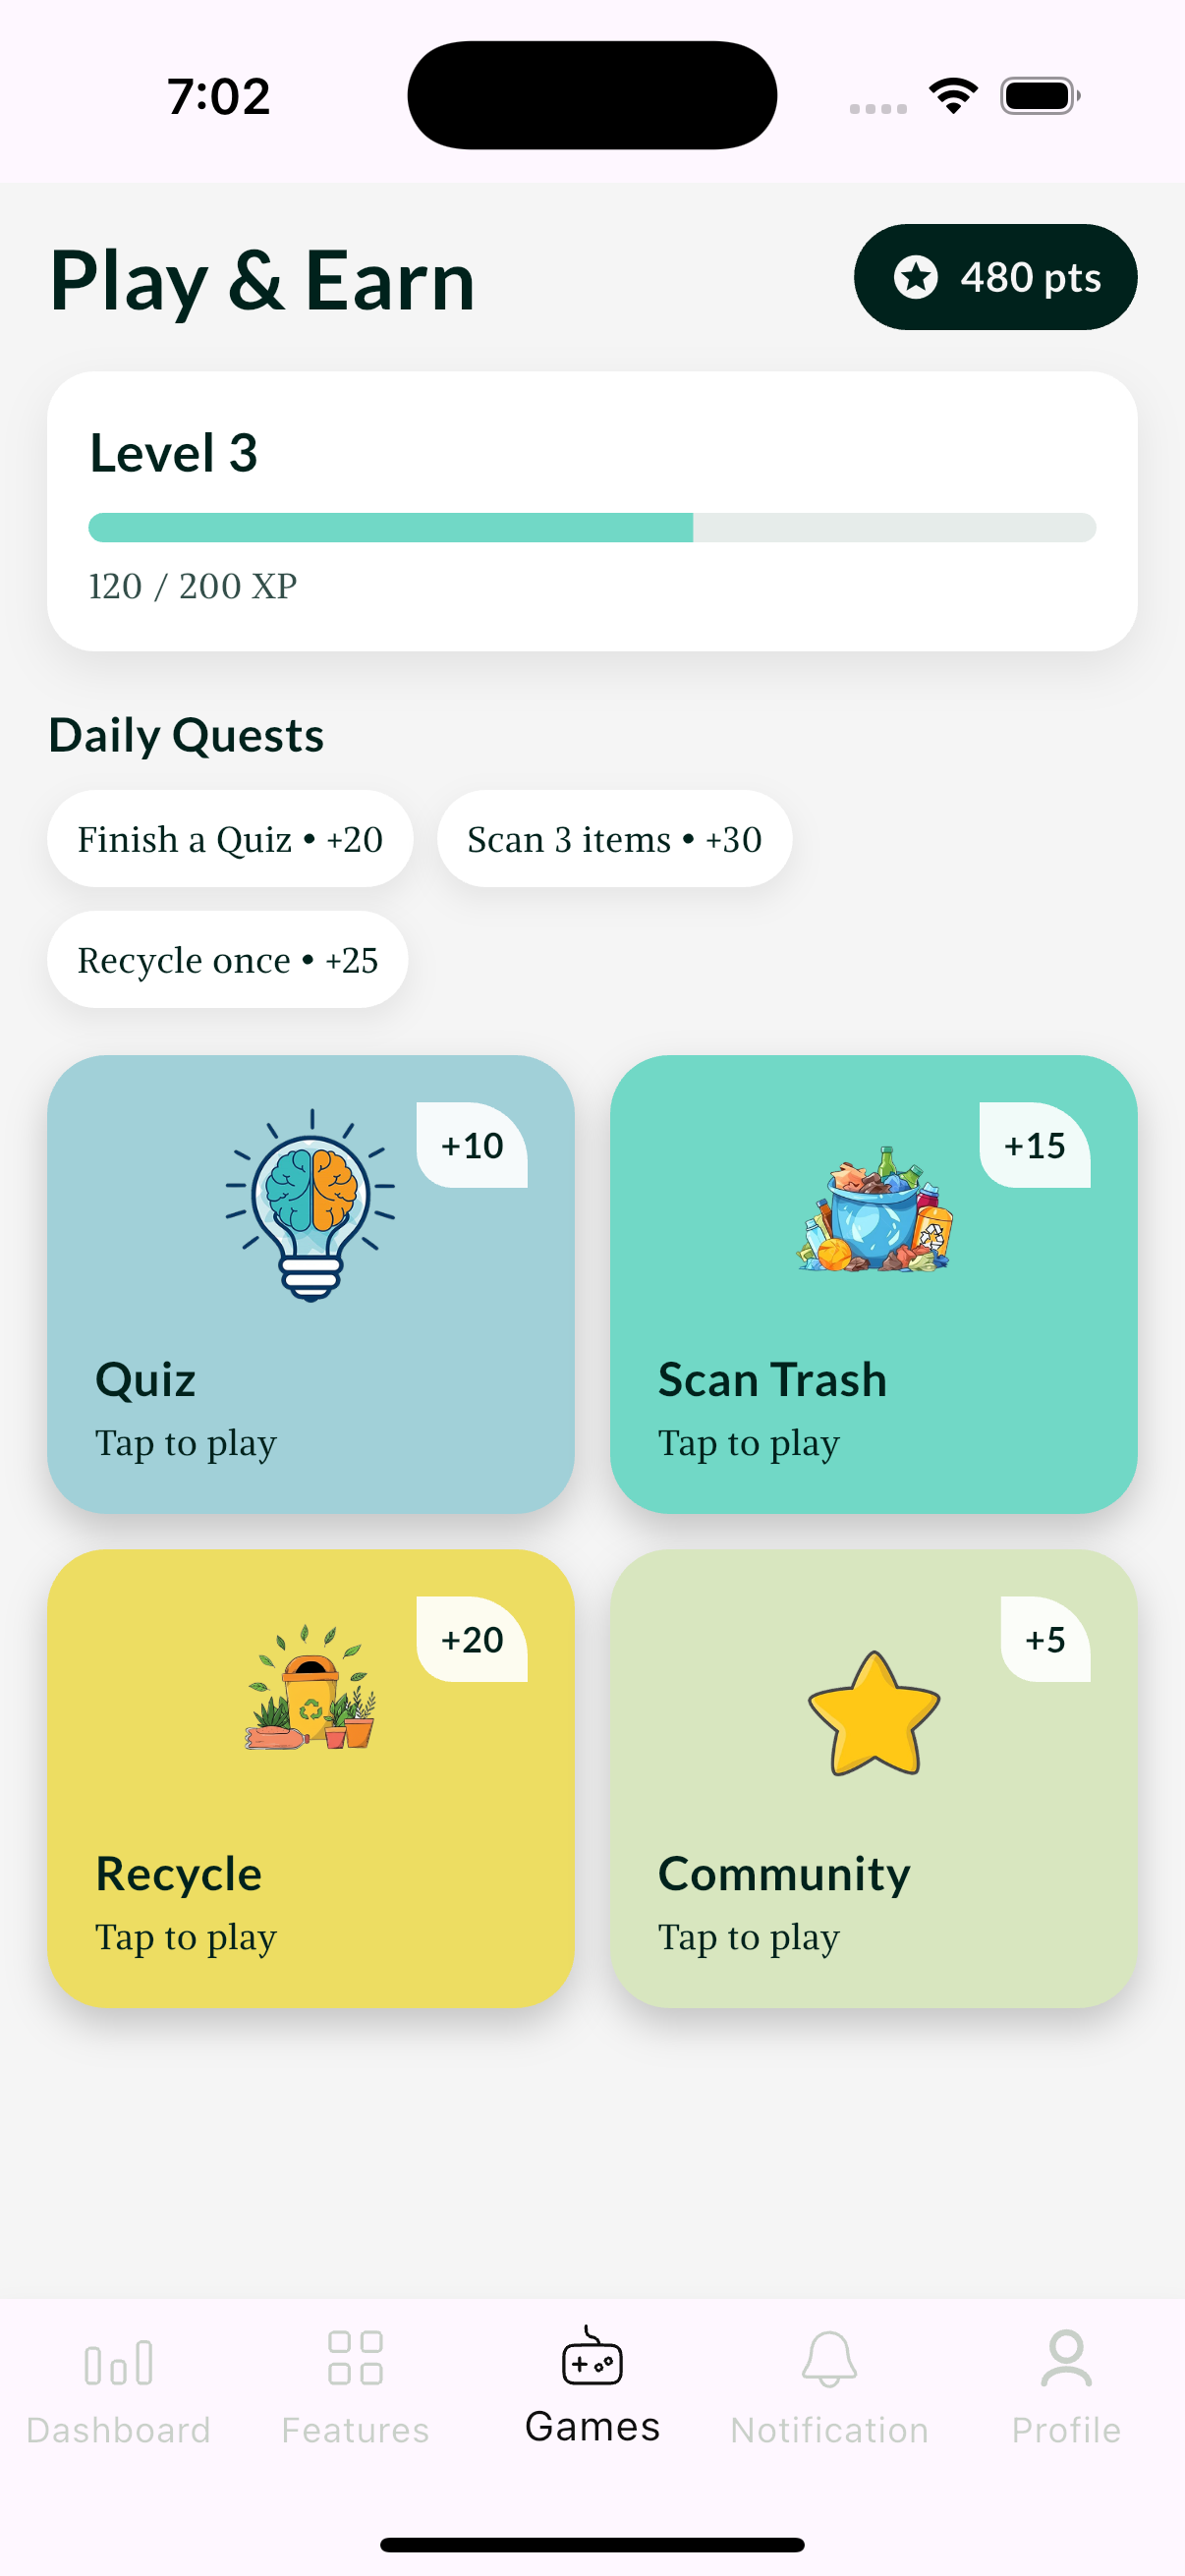 7:02
Play & Earn
480 pts
Level 3
120 / 200 XP
Daily Quests
Finish a Quiz • +20
Scan 3 items • +30
Recycle once • +25
+10
Quiz
Tap to play
+15
Scan Trash
Tap to play
+20
Recycle
Tap to play
+5
Community
Tap to play
Dashboard
Features
Games
Notification
Profile